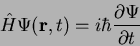 ĤΨ(𝐫, t) = iℏ ∂Ψ/∂t